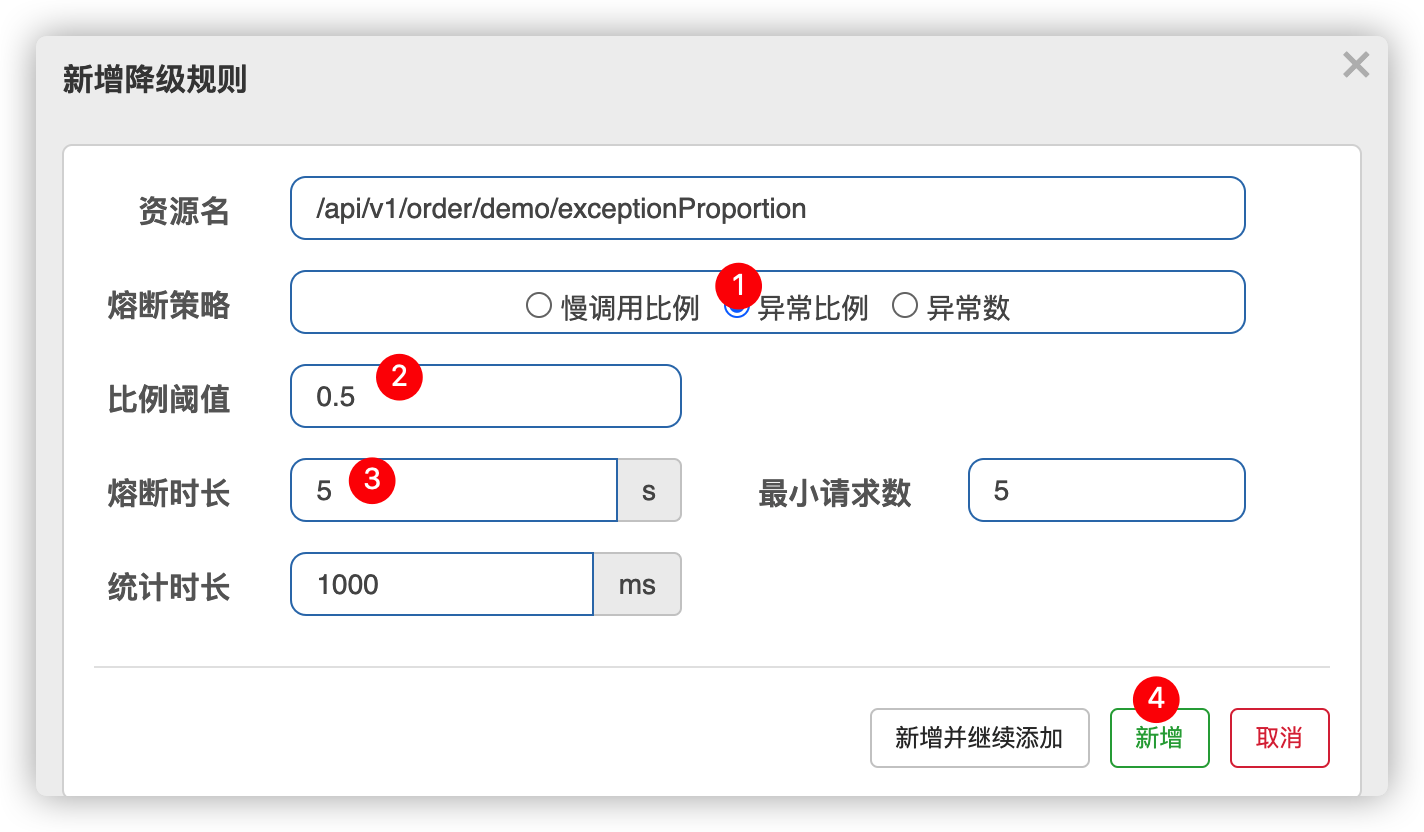 新增降级规则
×
资源名 /api/v1/order/demo/exceptionProportion
熔断策略 慢调用比例 1 异常比例 异常数
比例阈值 0.5 2
熔断时长 5 3 s 最小请求数 5
统计时长 1000 ms
新增并继续添加 4 新增 取消